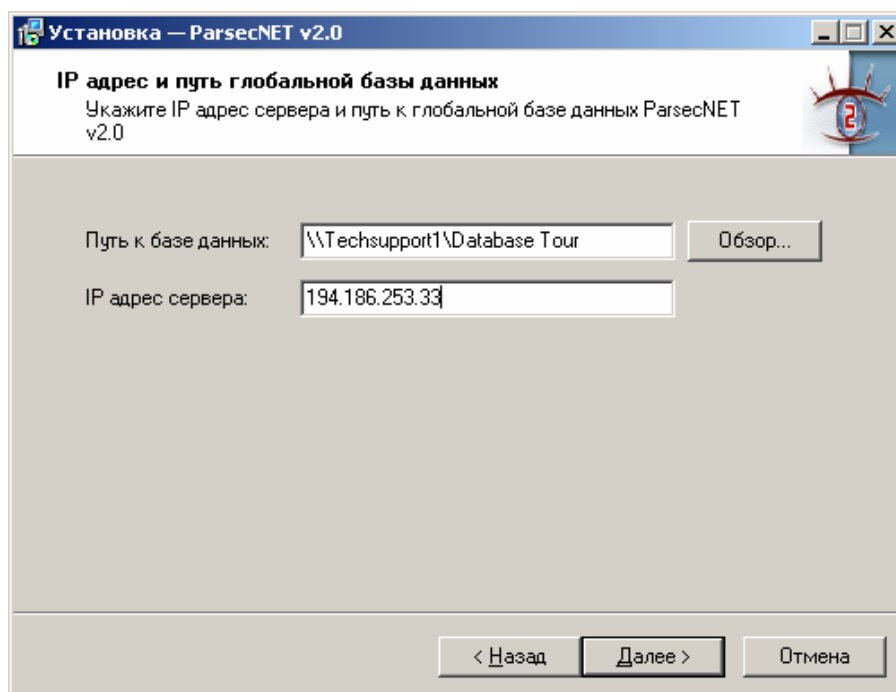 Установка — ParsecNET v2.0
IP адрес и путь глобальной базы данных
Укажите IP адрес сервера и путь к глобальной базе данных ParsecNET
v2.0
2
Путь к базе данных: \\Techsupport1\Database Tour Обзор...
IP адрес сервера: 194.186.253.33
< Назад Далее > Отмена